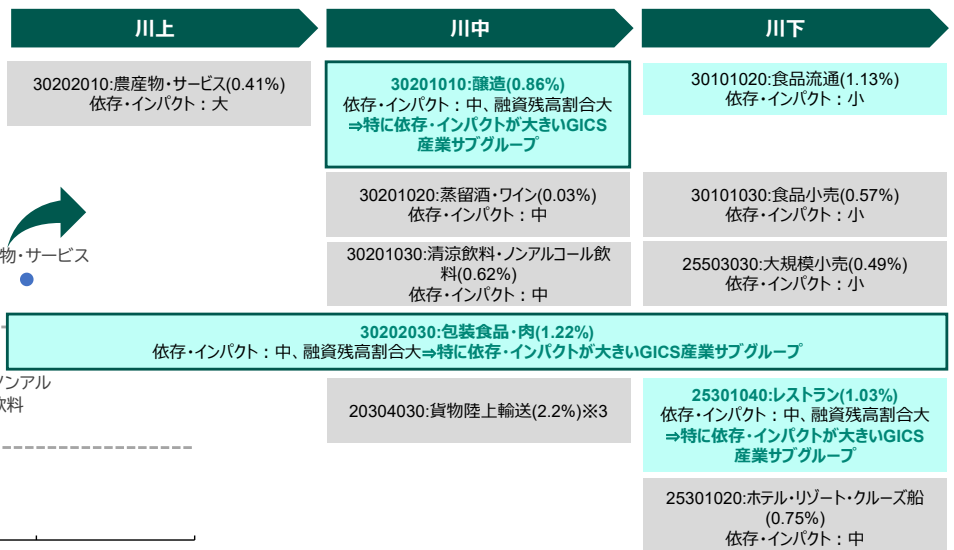 川上
川中
川下
30202010:農産物・サービス(0.41%)
依存・インパクト：大
30201010:醸造(0.86%)
依存・インパクト：中、融資残高割合大
⇒特に依存・インパクトが大きいGICS
産業サブグループ
30101020:食品流通(1.13%)
依存・インパクト：小
30201020:蒸留酒・ワイン(0.03%)
依存・インパクト：中
30101030:食品小売(0.57%)
依存・インパクト：小
物・サービス
30201030:清涼飲料・ノンアルコール飲
料(0.62%)
依存・インパクト：中
25503030:大規模小売(0.49%)
依存・インパクト：小
30202030:包装食品・肉(1.22%)
依存・インパクト：中、融資残高割合大⇒特に依存・インパクトが大きいGICS産業サブグループ
ノンアル
飲料
20304030:貨物陸上輸送(2.2%)※3
25301040:レストラン(1.03%)
依存・インパクト：中、融資残高割合大
⇒特に依存・インパクトが大きいGICS
産業サブグループ
25301020:ホテル・リゾート・クルーズ船
(0.75%)
依存・インパクト：中